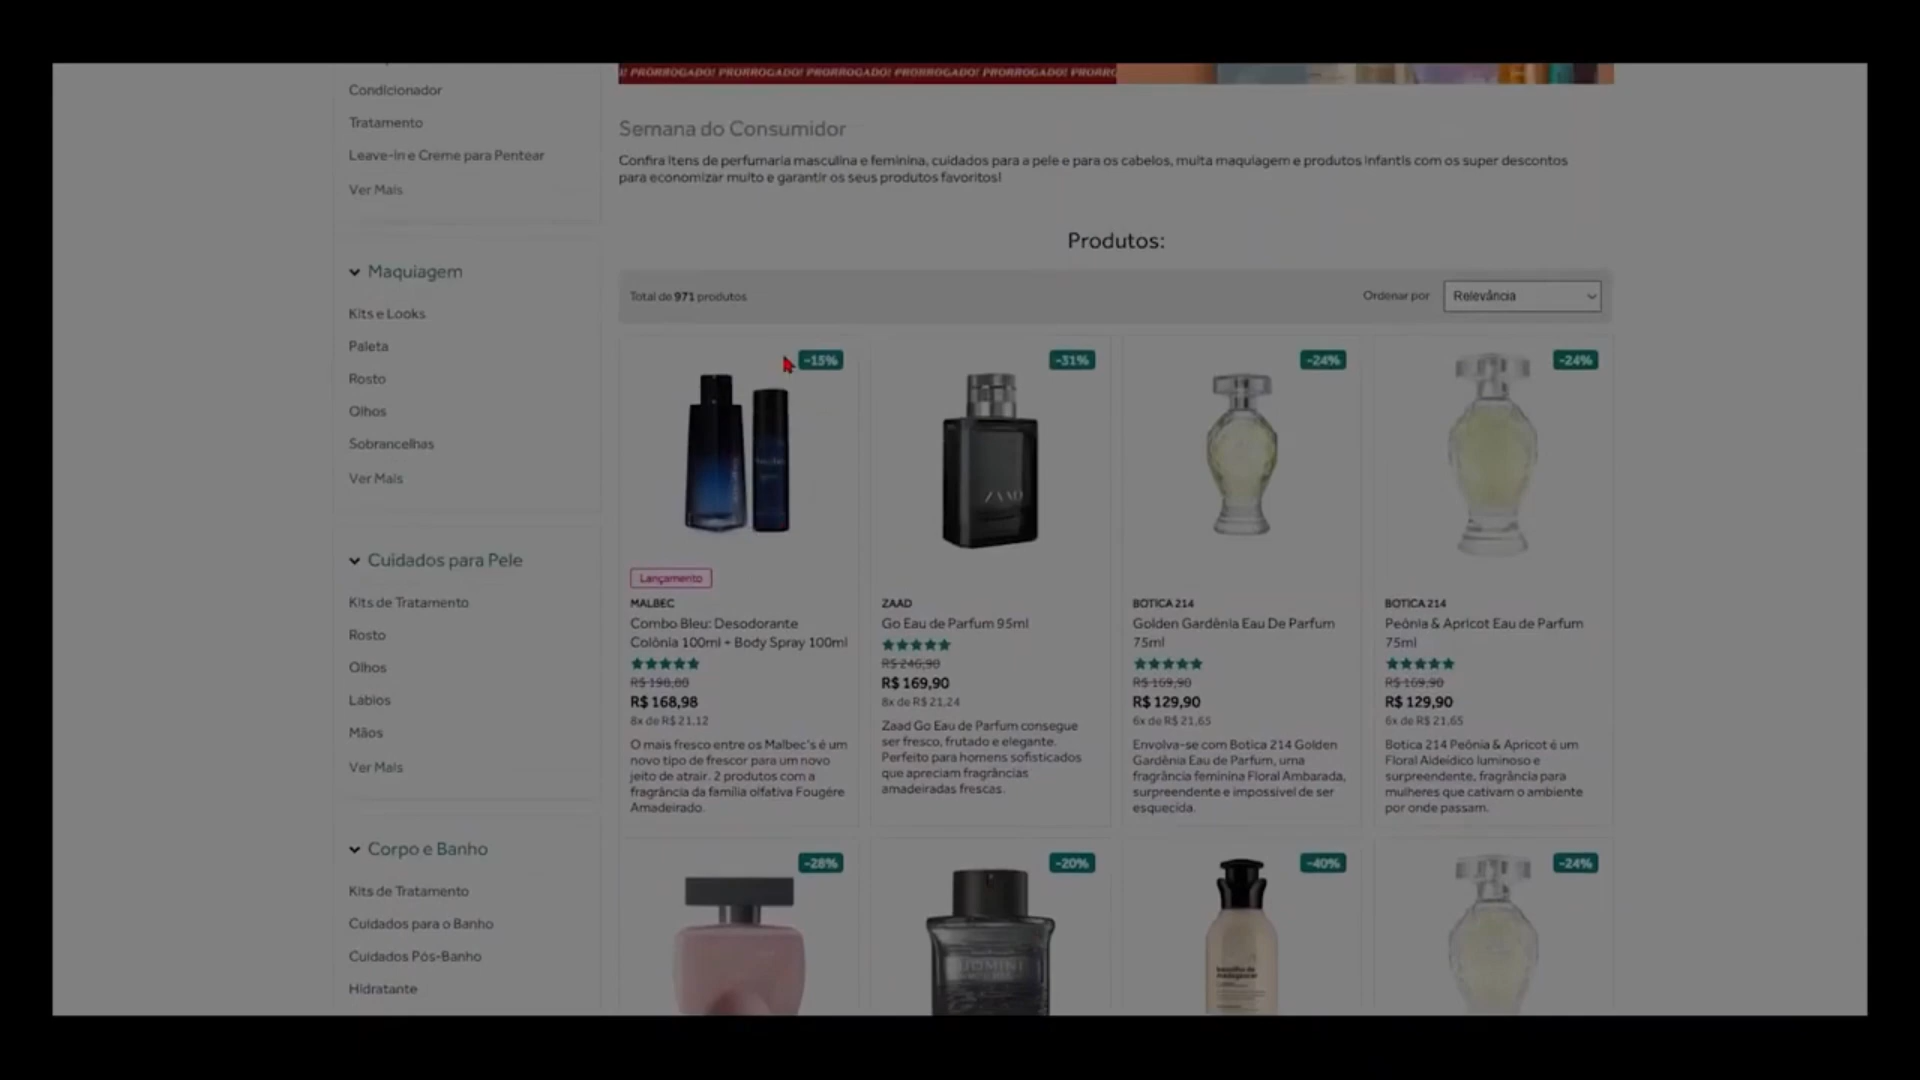 ! PRORROGADO! PRORROGADO! PRORROGADO! PRORROGADO! PRORROGADO! PRORRO
Condicionador
Tratamento
Leave-in e Creme para Pentear
Ver Mais
Maquiagem
Kits e Looks
Paleta
Rosto
Olhos
Sobrancelhas
Ver Mais
Cuidados para Pele
Kits de Tratamento
Rosto
Olhos
Lábios
Mãos
Ver Mais
Corpo e Banho
Kits de Tratamento
Cuidados para o Banho
Cuidados Pós-Banho
Hidratante
Semana do Consumidor
Confira itens de perfumaria masculina e feminina, cuidados para a pele e para os cabelos, muita maquiagem e produtos infantis com os super descontos
para economizar muito e garantir os seus produtos favoritos!
Produtos:
Total de 971 produtos
Ordenar por Relevância
-15%
Lançamento
MALBEC
Combo Bleu: Desodorante
Colônia 100ml + Body Spray 100ml
R$ 198,80
R$ 168,98
8x de R$ 21,12
O mais fresco entre os Malbec's é um
novo tipo de frescor para um novo
jeito de atrair. 2 produtos com a
fragrância da família olfativa Fougère
Amadeirado.
-31%
ZAAD
ZAAD
Go Eau de Parfum 95ml
R$ 246,90
R$ 169,90
8x de R$ 21,24
Zaad Go Eau de Parfum consegue
ser fresco, frutado e elegante.
Perfeito para homens sofisticados
que apreciam fragrâncias
amadeiradas frescas.
-24%
BOTICA 214
Golden Gardênia Eau De Parfum
75ml
R$ 169,90
R$ 129,90
6x de R$ 21,65
Envolva-se com Botica 214 Golden
Gardênia Eau de Parfum, uma
fragrância feminina Floral Ambarada,
surpreendente e impossível de ser
esquecida.
-24%
BOTICA 214
Peônia & Apricot Eau de Parfum
75ml
R$ 169,90
R$ 129,90
6x de R$ 21,65
Botica 214 Peônia & Apricot é um
Floral Aldeídico luminoso e
surpreendente, fragrância para
mulheres que cativam o ambiente
por onde passam.
-28%
-20%
-40%
baunilha de
madagascar
-24%